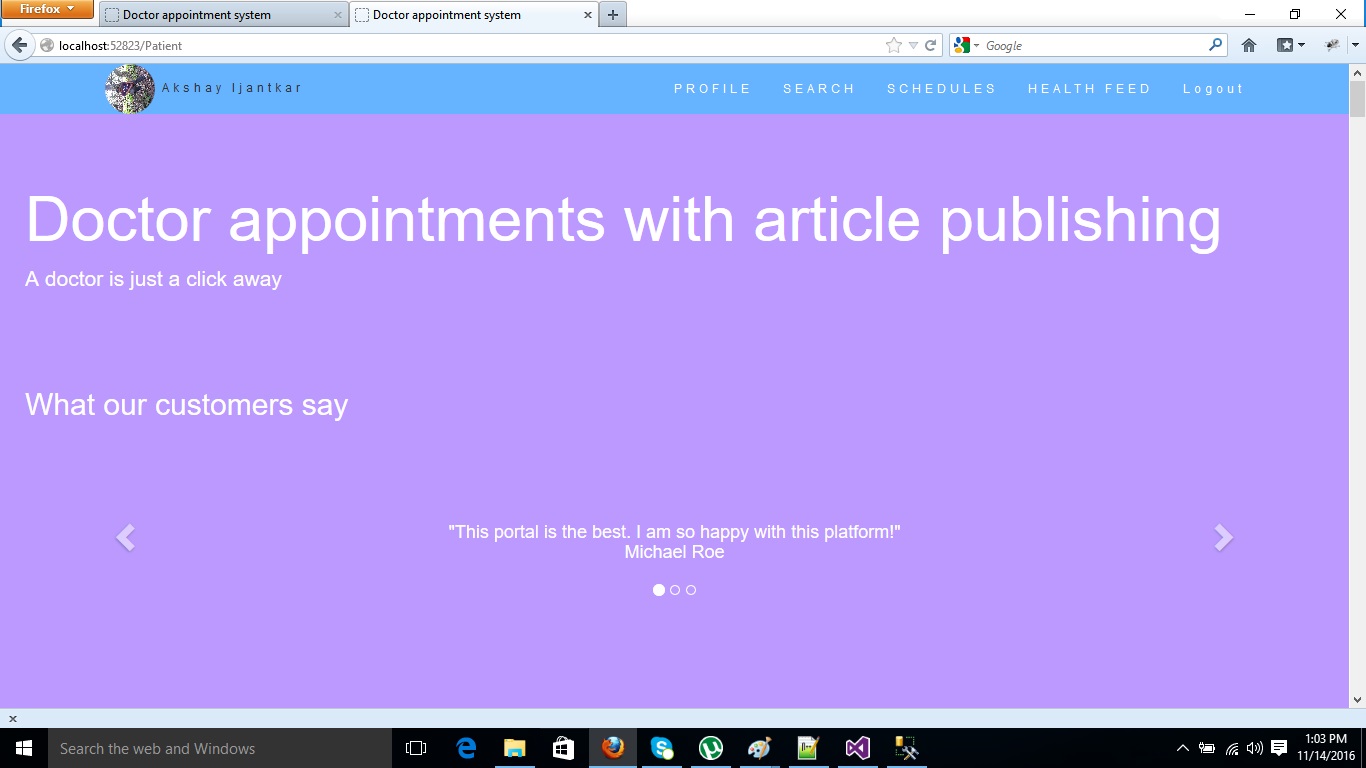 Firefox
Doctor appointment system
Doctor appointment system
localhost:52823/Patient
Google
Akshay Ijantkar
PROFILE SEARCH SCHEDULES HEALTH FEED Logout
Doctor appointments with article publishing
A doctor is just a click away
What our customers say
"This portal is the best. I am so happy with this platform!"
Michael Roe
Search the web and Windows
1:03 PM
11/14/2016